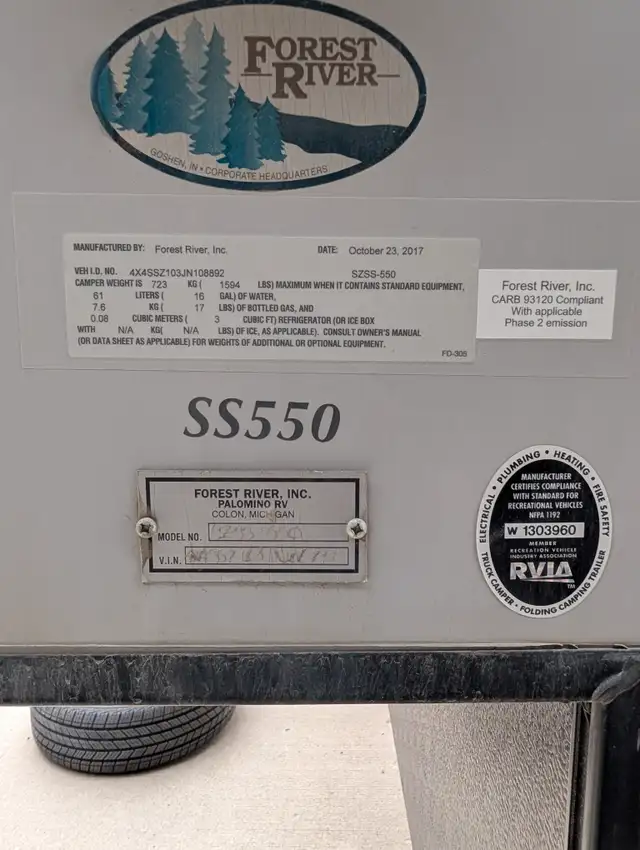 FOREST
RIVER
GOSHEN, IN • CORPORATE HEADQUARTERS
MANUFACTURED BY: Forest River, Inc. DATE: October 23, 2017
VEH I.D. NO. 4X4SSZ103JN108892 SZSS-550
CAMPER WEIGHT IS 723 KG ( 1594 LBS) MAXIMUM WHEN IT CONTAINS STANDARD EQUIPMENT,
61 LITERS ( 16 GAL) OF WATER,
7.6 KG ( 17 LBS) OF BOTTLED GAS, AND
0.08 CUBIC METERS ( 3 CUBIC FT) REFRIGERATOR (OR ICE BOX
WITH N/A KG( N/A LBS) OF ICE, AS APPLICABLE). CONSULT OWNER'S MANUAL
(OR DATA SHEET AS APPLICABLE) FOR WEIGHTS OF ADDITIONAL OR OPTIONAL EQUIPMENT.
FD-305
Forest River, Inc.
CARB 93120 Compliant
With applicable
Phase 2 emission
SS550
FOREST RIVER, INC.
PALOMINO RV
COLON, MICHIGAN
MODEL NO.
V.I.N.
ELECTRICAL • PLUMBING • HEATING • FIRE SAFETY
MANUFACTURER
CERTIFIES COMPLIANCE
WITH STANDARD FOR
RECREATIONAL VEHICLES
NFPA 1192
W 1303960
MEMBER
RECREATION VEHICLE
INDUSTRY ASSOCIATION
RVIA
TM
TRUCK CAMPER • FOLDING CAMPING TRAILER